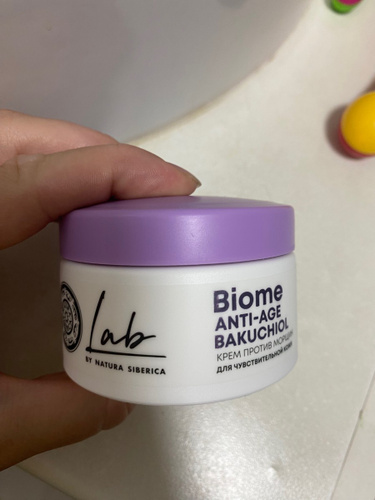 Lab
BY NATURA SIBERICA
Biome
ANTI-AGE
BAKUCHIOL
КРЕМ ПРОТИВ МОРЩИН
ДЛЯ ЧУВСТВИТЕЛЬНОЙ КОЖИ